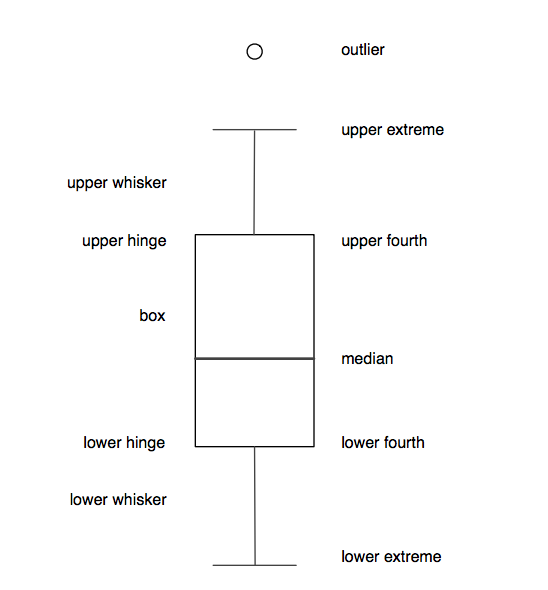 outlier
upper extreme
upper whisker
upper hinge
upper fourth
box
median
lower hinge
lower fourth
lower whisker
lower extreme